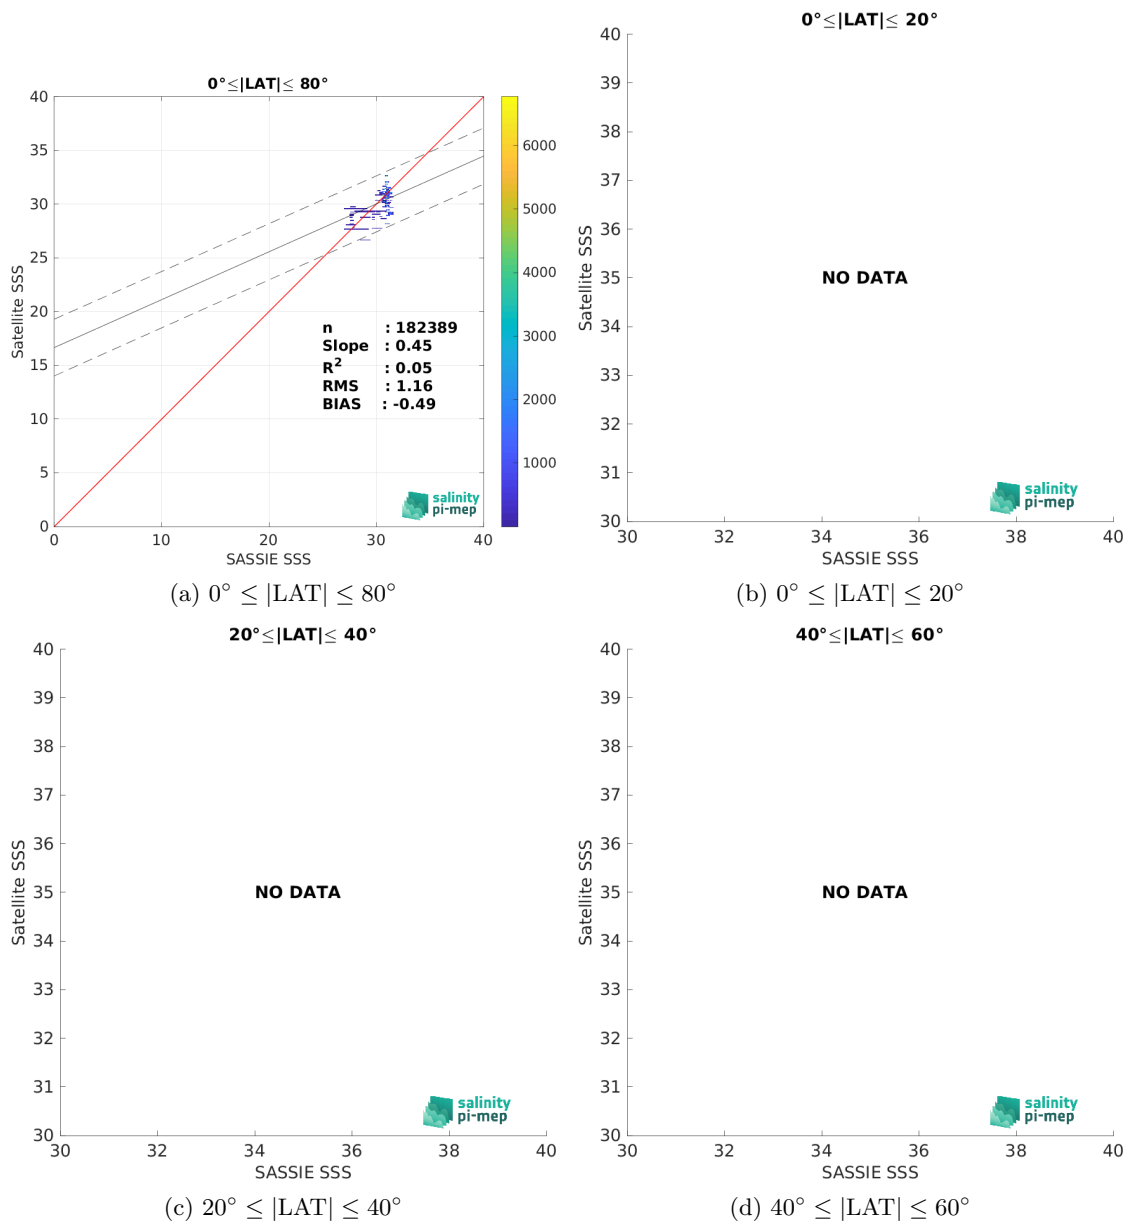 0°≤|LAT|≤ 80°
40
35
30
25
20
15
10
5
0
Satellite SSS
0
10
20
30
40
SASSIE SSS
6000
5000
4000
3000
2000
1000
n : 182389
Slope : 0.45
R² : 0.05
RMS : 1.16
BIAS : -0.49
salinity
pi-mep
(a) 0° ≤ |LAT| ≤ 80°
0°≤|LAT|≤ 20°
40
39
38
37
36
35
34
33
32
31
30
Satellite SSS
NO DATA
salinity
pi-mep
30
32
34
36
38
40
SASSIE SSS
(b) 0° ≤ |LAT| ≤ 20°
20°≤|LAT|≤ 40°
40
39
38
37
36
35
34
33
32
31
30
Satellite SSS
NO DATA
salinity
pi-mep
30
32
34
36
38
40
SASSIE SSS
(c) 20° ≤ |LAT| ≤ 40°
40°≤|LAT|≤ 60°
40
39
38
37
36
35
34
33
32
31
30
Satellite SSS
NO DATA
salinity
pi-mep
30
32
34
36
38
40
SASSIE SSS
(d) 40° ≤ |LAT| ≤ 60°